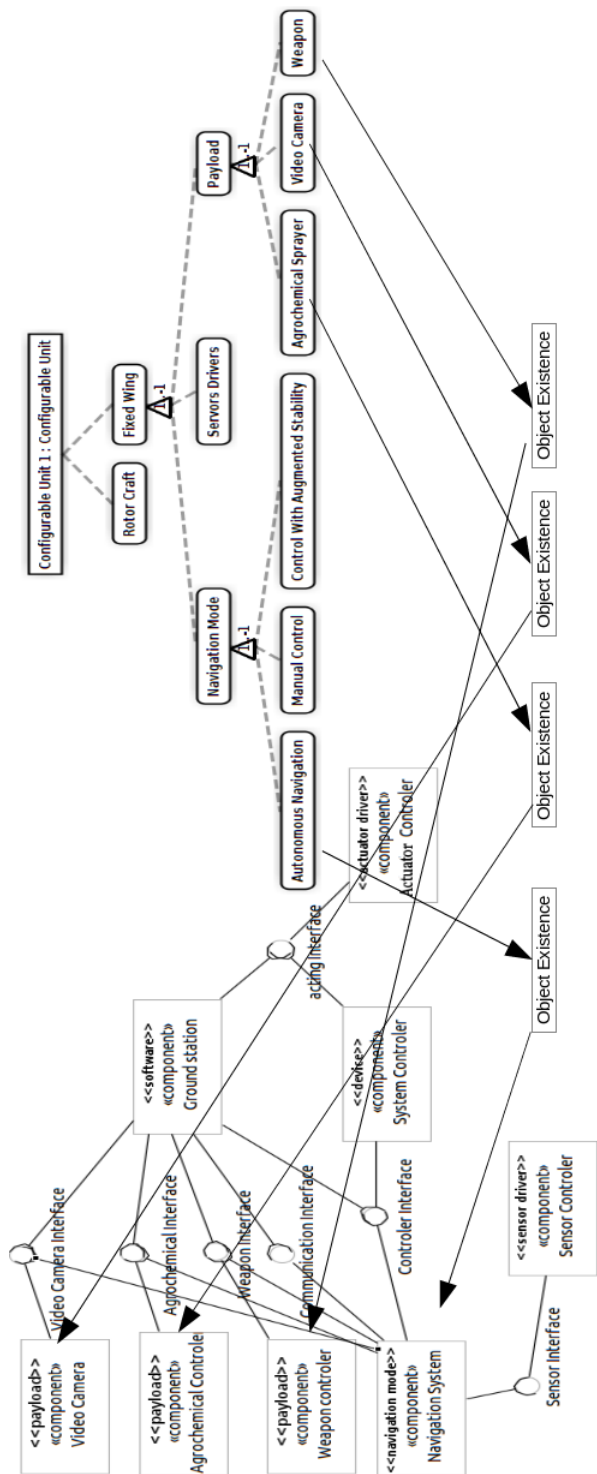 Configurable Unit 1 : Configurable Unit
Rotor Craft
Fixed Wing
1..-1
Navigation Mode
Servors Drivers
Payload
1..-1
1..-1
Autonomous Navigation
Manual Control
Control With Augmented Stability
Agrochemical Sprayer
Video Camera
Weapon
<<payload>>
«component»
Video Camera
Video Camera Interface
<<payload>>
«component»
Agrochemical Controler
Agrochemical Interface
<<payload>>
«component»
Weapon controler
Weapon Interface
Communication Interface
<<navigation mode>>
«component»
Navigation System
Controler Interface
<<software>>
«component»
Ground station
acting Interface
<<device>>
«component»
System Controler
<<actuator driver>>
«component»
Actuator Controler
Sensor Interface
<<sensor driver>>
«component»
Sensor Controler
Object Existence
Object Existence
Object Existence
Object Existence